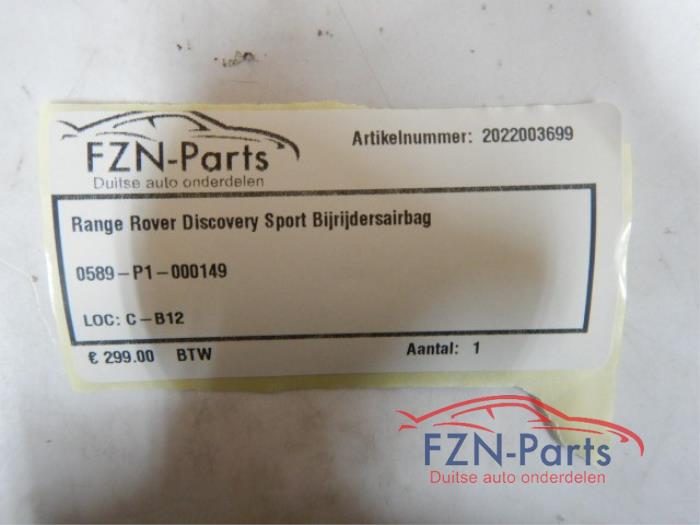 FZN-Parts
Duitse auto onderdelen
Artikelnummer: 2022003699
Range Rover Discovery Sport Bijrijdersairbag
0589-P1-000149
LOC: C-B12
€ 299.00 BTW
Aantal: 1
FZN-Parts
Duitse auto onderdelen